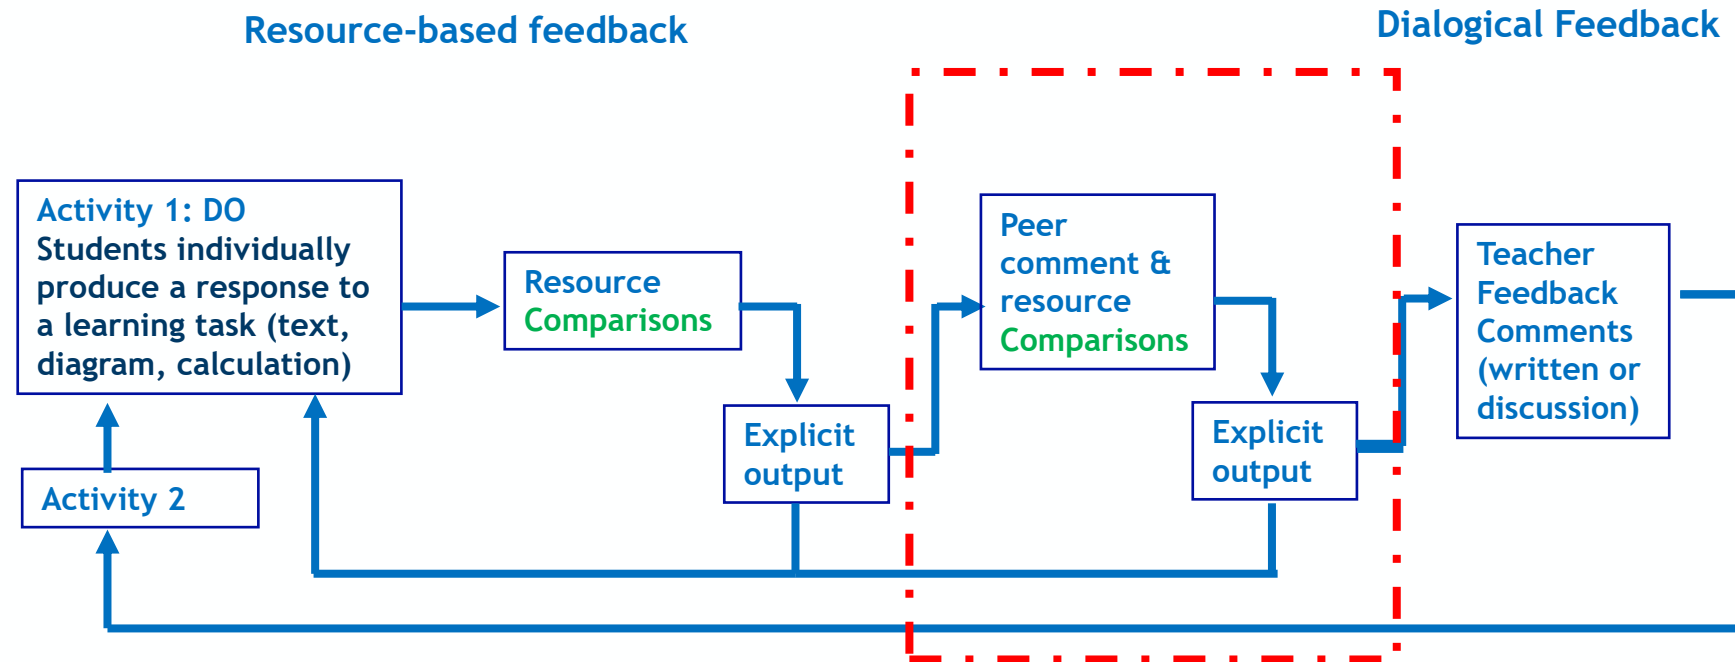 Resource-based feedback
Dialogical Feedback
Activity 1: DO
Students individually
produce a response to
a learning task (text,
diagram, calculation)
Resource
Comparisons
Explicit
output
Peer
comment &
resource
Comparisons
Explicit
output
Teacher
Feedback
Comments
(written or
discussion)
Activity 2